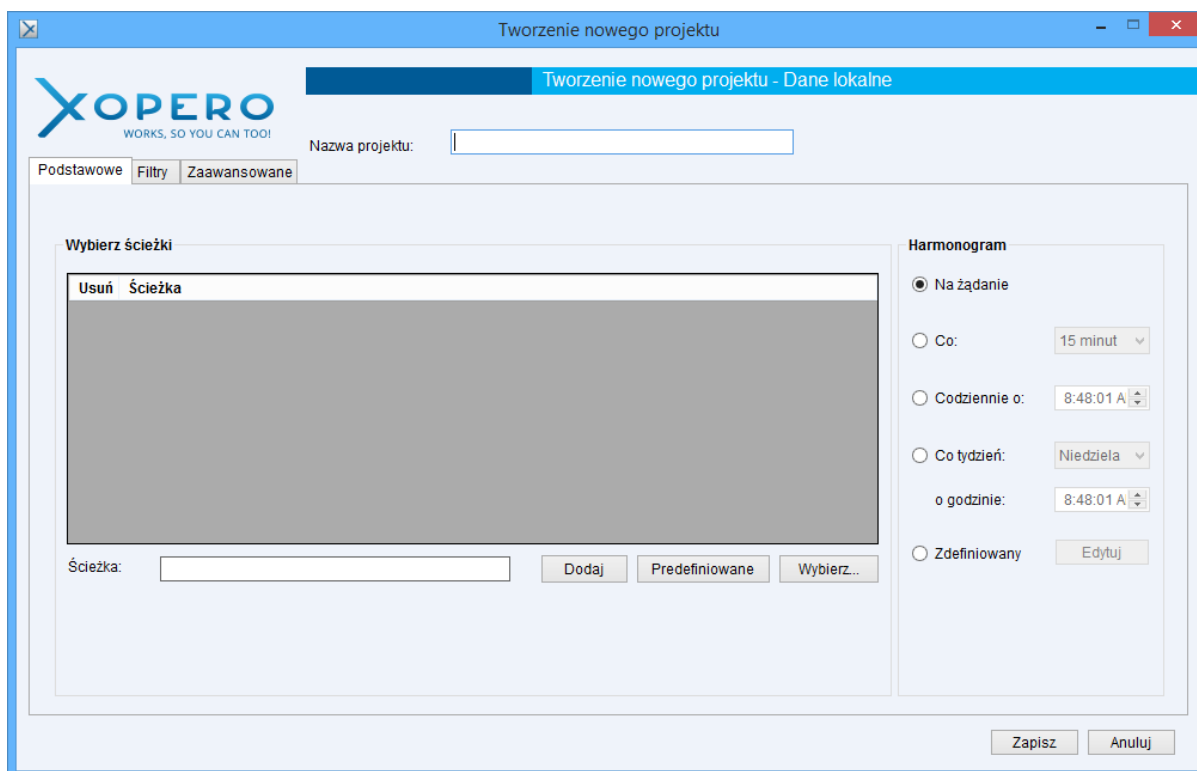 Tworzenie nowego projektu
Tworzenie nowego projektu - Dane lokalne
XOPERO
WORKS, SO YOU CAN TOO!
Nazwa projektu:
Podstawowe Filtry Zaawansowane
Wybierz ścieżki
Usuń Ścieżka
Ścieżka:
Dodaj Predefiniowane Wybierz...
Harmonogram
Na żądanie
Co: 15 minut
Codziennie o: 8:48:01 A
Co tydzień: Niedziela
o godzinie: 8:48:01 A
Zdefiniowany Edytuj
Zapisz Anuluj